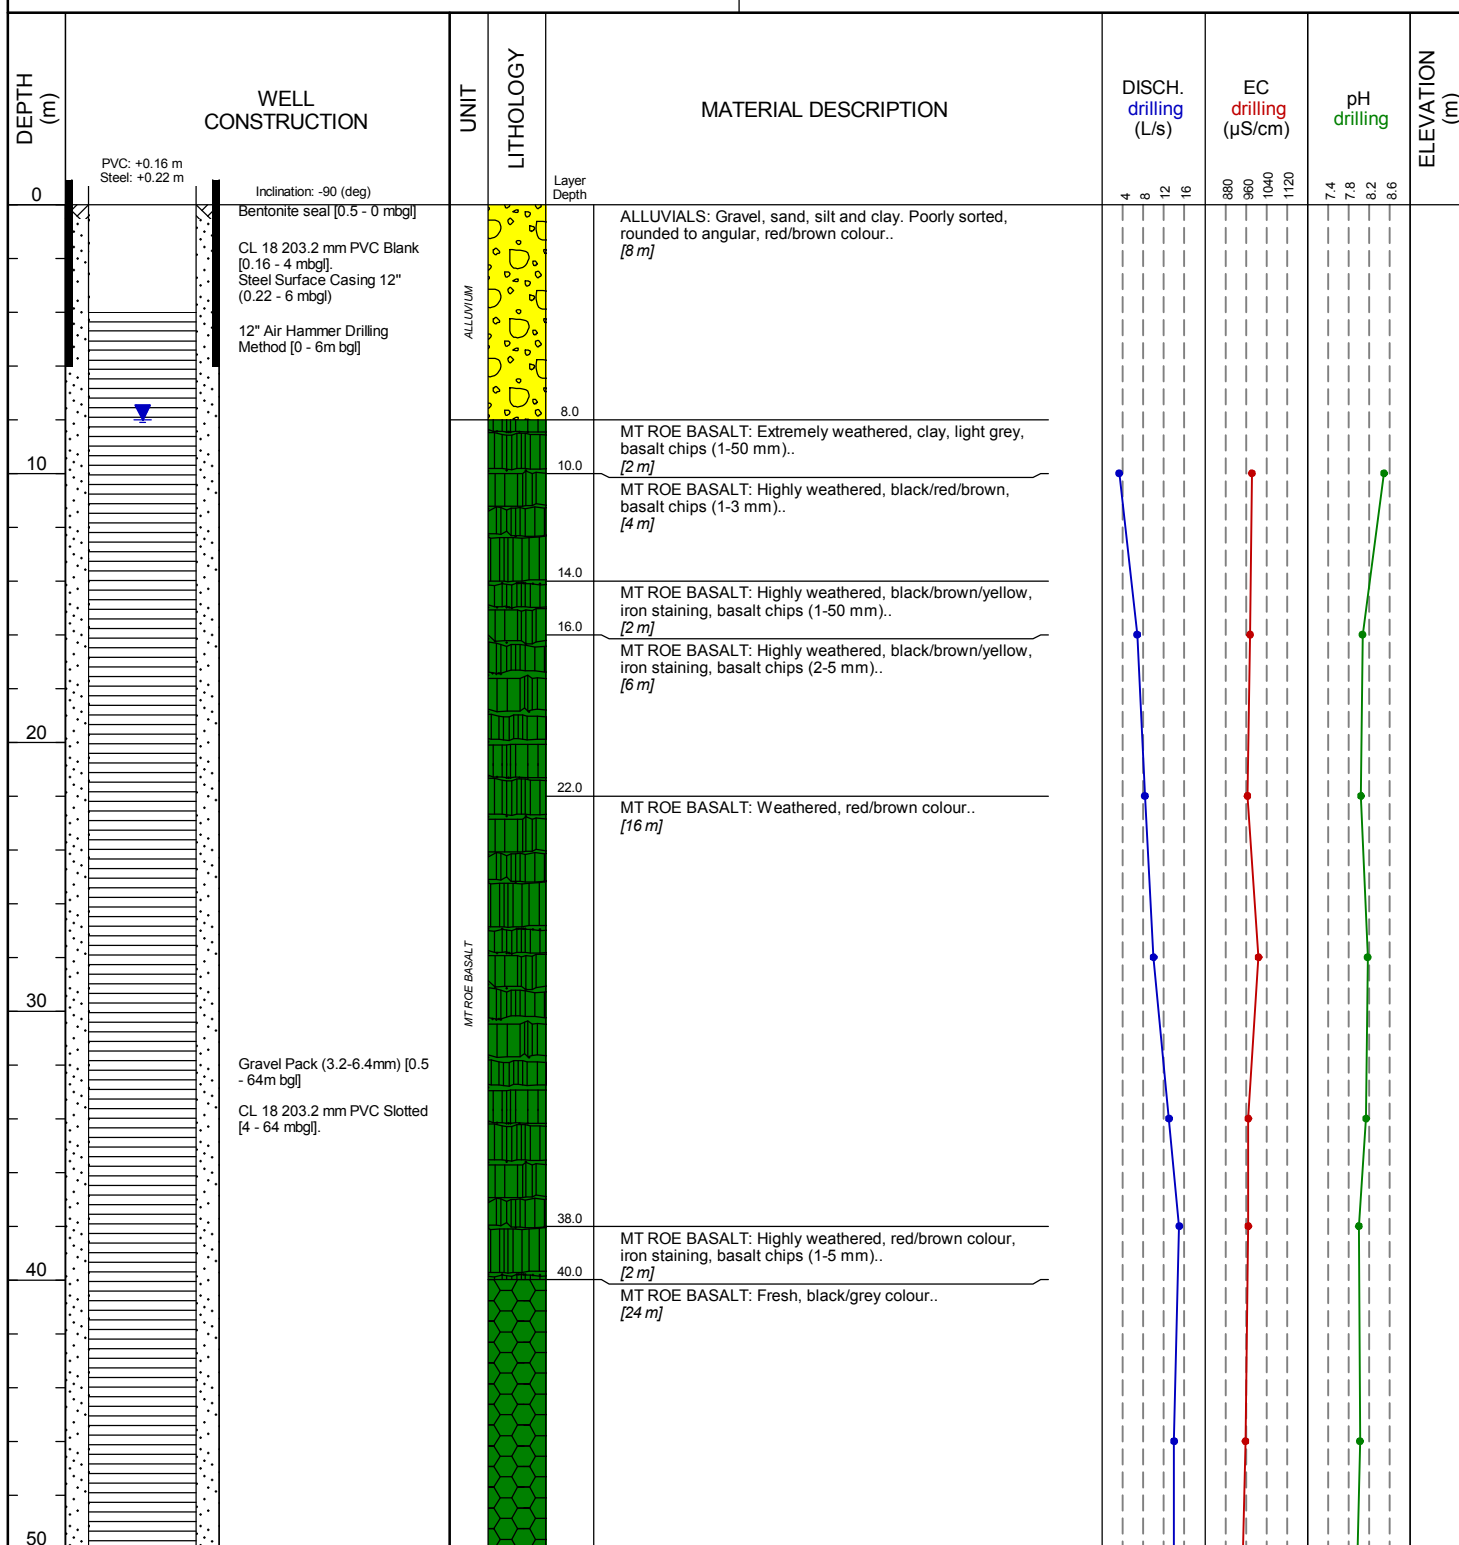 DEPTH
(m)
WELL
CONSTRUCTION
UNIT
LITHOLOGY
MATERIAL DESCRIPTION
DISCH.
drilling
(L/s)
EC
drilling
(µS/cm)
pH
drilling
ELEVATION
(m)
PVC: +0.16 m
Steel: +0.22 m
Inclination: -90 (deg)
Layer
Depth
4
8
12
16
880
960
1040
1120
7.4
7.8
8.2
8.6
0
Bentonite seal [0.5 - 0 mbgl]
CL 18 203.2 mm PVC Blank
[0.16 - 4 mbgl].
Steel Surface Casing 12"
(0.22 - 6 mbgl)
12" Air Hammer Drilling
Method [0 - 6m bgl]
ALLUVIUM
ALLUVIALS: Gravel, sand, silt and clay. Poorly sorted,
rounded to angular, red/brown colour..
[8 m]
8.0
MT ROE BASALT: Extremely weathered, clay, light grey,
basalt chips (1-50 mm)..
[2 m]
10
10.0
MT ROE BASALT: Highly weathered, black/red/brown,
basalt chips (1-3 mm)..
[4 m]
14.0
MT ROE BASALT: Highly weathered, black/brown/yellow,
iron staining, basalt chips (1-50 mm)..
[2 m]
16.0
MT ROE BASALT: Highly weathered, black/brown/yellow,
iron staining, basalt chips (2-5 mm)..
[6 m]
20
22.0
MT ROE BASALT: Weathered, red/brown colour..
[16 m]
MT ROE BASALT
30
Gravel Pack (3.2-6.4mm) [0.5
- 64m bgl]
CL 18 203.2 mm PVC Slotted
[4 - 64 mbgl].
38.0
MT ROE BASALT: Highly weathered, red/brown colour,
iron staining, basalt chips (1-5 mm)..
[2 m]
40
40.0
MT ROE BASALT: Fresh, black/grey colour..
[24 m]
50